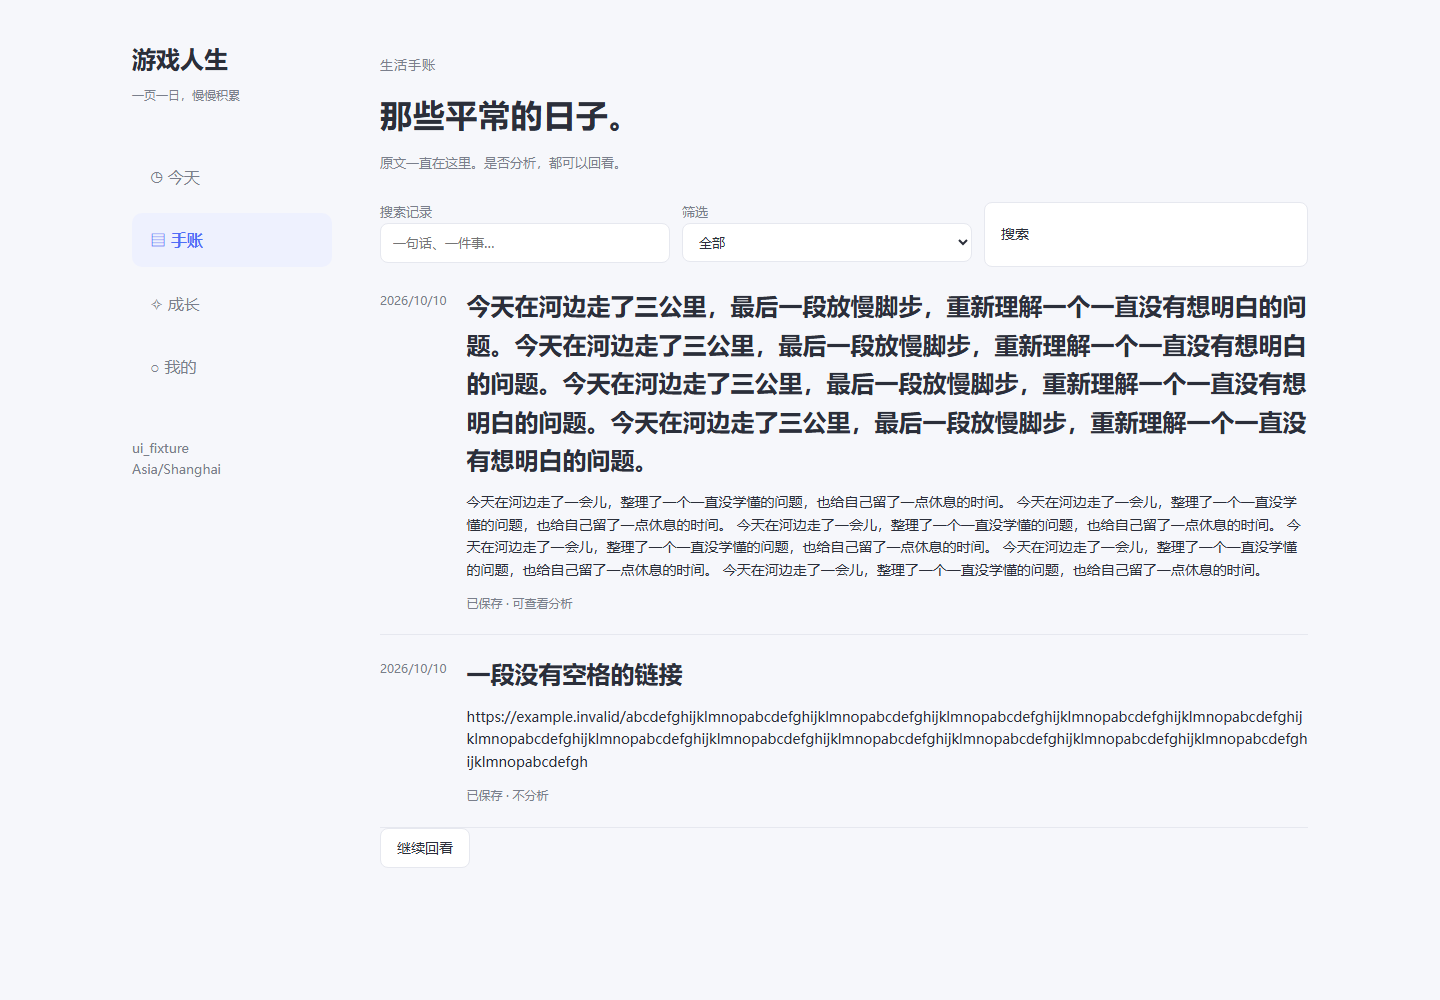 游戏人生
一页一日，慢慢积累
◷ 今天
▤ 手账
✧ 成长
○ 我的
ui_fixture
Asia/Shanghai
生活手账
那些平常的日子。
原文一直在这里。是否分析，都可以回看。
搜索记录
一句话、一件事...
筛选
全部
搜索
2026/10/10
今天在河边走了三公里，最后一段放慢脚步，重新理解一个一直没有想明白的问
题。今天在河边走了三公里，最后一段放慢脚步，重新理解一个一直没有想明白
的问题。今天在河边走了三公里，最后一段放慢脚步，重新理解一个一直没有想
明白的问题。今天在河边走了三公里，最后一段放慢脚步，重新理解一个一直没
有想明白的问题。
今天在河边走了一会儿，整理了一个一直没学懂的问题，也给自己留了一点休息的时间。 今天在河边走了一会儿，整理了一个一直没学
懂的问题，也给自己留了一点休息的时间。 今天在河边走了一会儿，整理了一个一直没学懂的问题，也给自己留了一点休息的时间。 今
天在河边走了一会儿，整理了一个一直没学懂的问题，也给自己留了一点休息的时间。 今天在河边走了一会儿，整理了一个一直没学懂
的问题，也给自己留了一点休息的时间。 今天在河边走了一会儿，整理了一个一直没学懂的问题，也给自己留了一点休息的时间。
已保存 · 可查看分析
2026/10/10
一段没有空格的链接
https://example.invalid/abcdefghijklmnopabcdefghijklmnopabcdefghijklmnopabcdefghijklmnopabcdefghijklmnopabcdefghij
klmnopabcdefghijklmnopabcdefghijklmnopabcdefghijklmnopabcdefghijklmnopabcdefghijklmnopabcdefghijklmnopabcdefgh
ijklmnopabcdefgh
已保存 · 不分析
继续回看